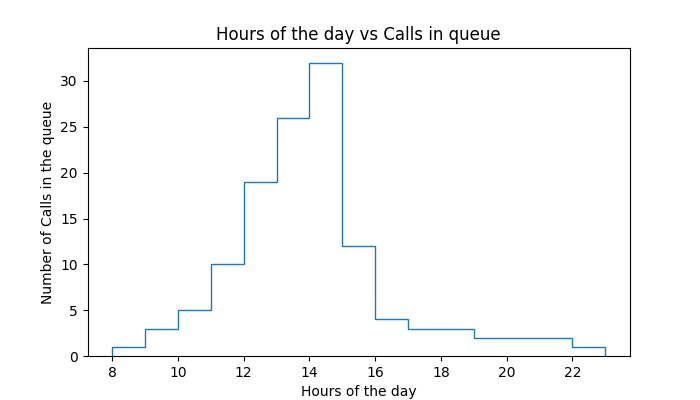 Hours of the day vs Calls in queue
Number of Calls in the queue
30
25
20
15
10
5
0
8 10 12 14 16 18 20 22
Hours of the day